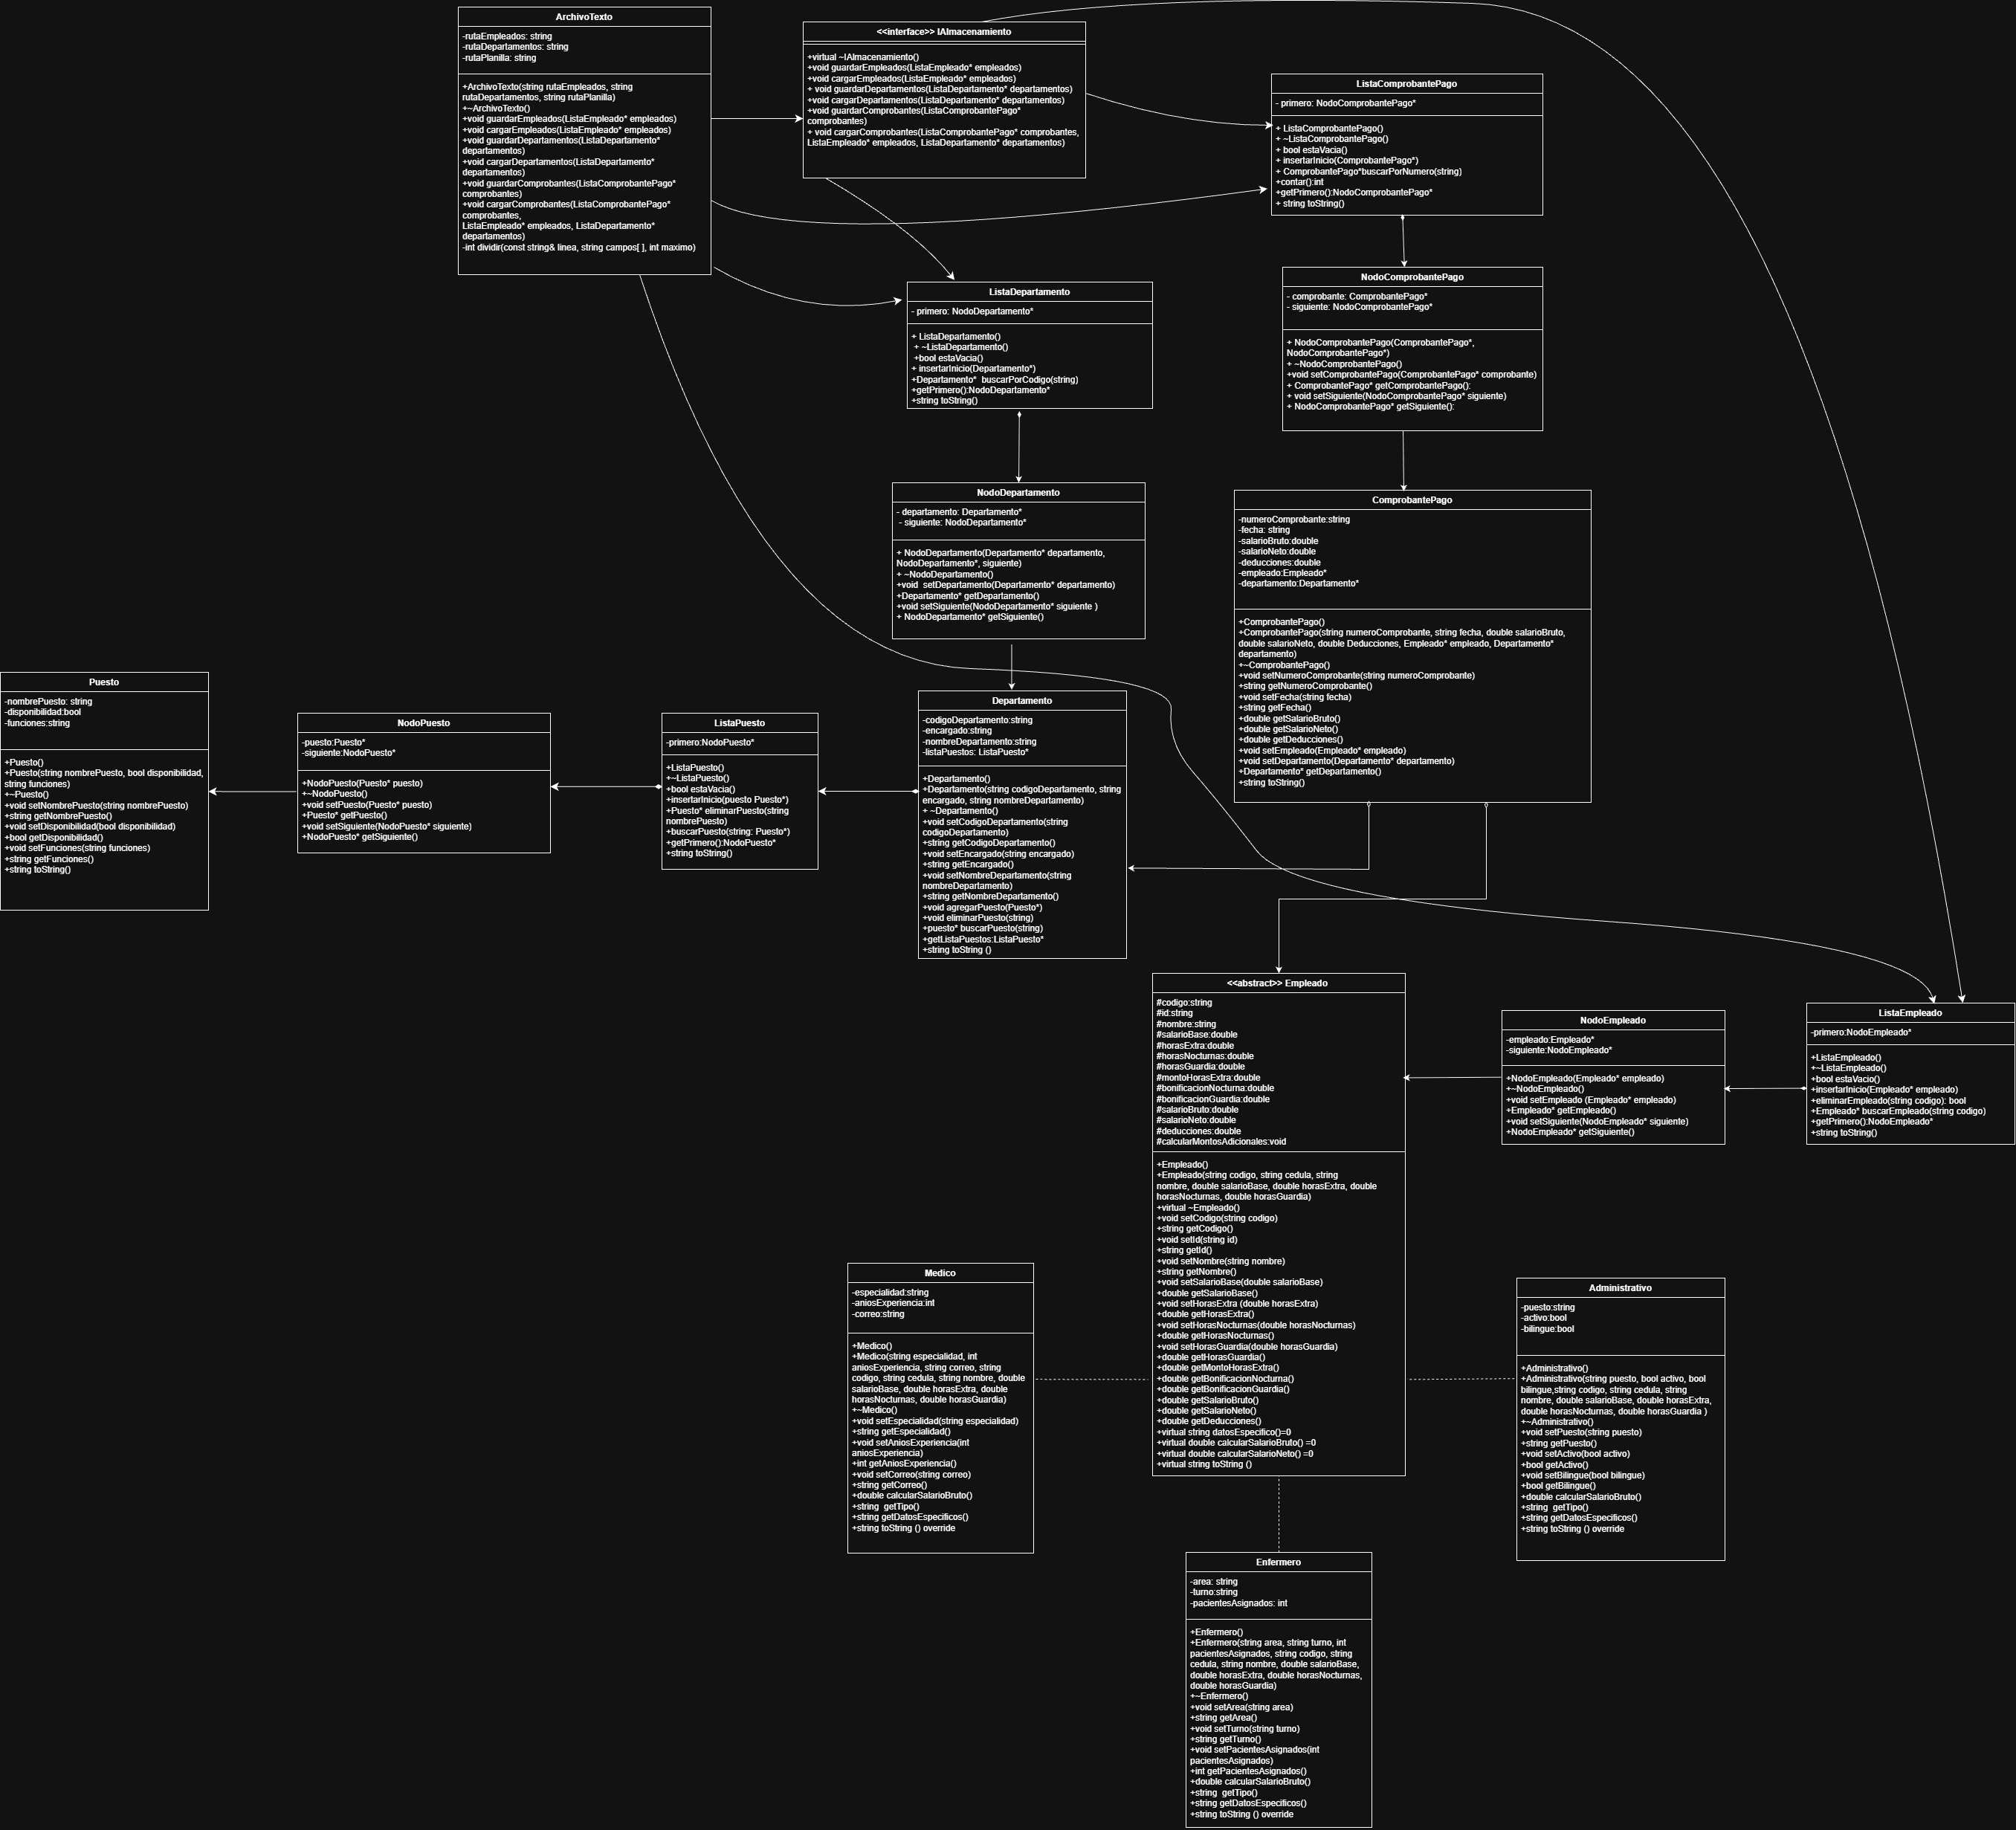 ArchivoTexto
-rutaEmpleados: string
-rutaDepartamentos: string
-rutaPlanilla: string
+ArchivoTexto(string rutaEmpleados, string
rutaDepartamentos, string rutaPlanilla)
+~ArchivoTexto()
+void guardarEmpleados(ListaEmpleado* empleados)
+void cargarEmpleados(ListaEmpleado* empleados)
+void guardarDepartamentos(ListaDepartamento*
departamentos)
+void cargarDepartamentos(ListaDepartamento*
departamentos)
+void guardarComprobantes(ListaComprobantePago*
comprobantes)
+void cargarComprobantes(ListaComprobantePago*
comprobantes,
ListaEmpleado* empleados, ListaDepartamento*
departamentos)
-int dividir(const string& linea, string campos[ ], int maximo)
<<interface>> IAlmacenamiento
+virtual ~IAlmacenamiento()
+void guardarEmpleados(ListaEmpleado* empleados)
+void cargarEmpleados(ListaEmpleado* empleados)
+ void guardarDepartamentos(ListaDepartamento* departamentos)
+void cargarDepartamentos(ListaDepartamento* departamentos)
+void guardarComprobantes(ListaComprobantePago*
comprobantes)
+ void cargarComprobantes(ListaComprobantePago* comprobantes,
ListaEmpleado* empleados, ListaDepartamento* departamentos)
ListaComprobantePago
- primero: NodoComprobantePago*
+ ListaComprobantePago()
+ ~ListaComprobantePago()
+ bool estaVacia()
+ insertarInicio(ComprobantePago*)
+ ComprobantePago*buscarPorNumero(string)
+contar():int
+getPrimero():NodoComprobantePago*
+ string toString()
NodoComprobantePago
- comprobante: ComprobantePago*
- siguiente: NodoComprobantePago*
+ NodoComprobantePago(ComprobantePago*,
NodoComprobantePago*)
+ ~NodoComprobantePago()
+void setComprobantePago(ComprobantePago* comprobante)
+ ComprobantePago* getComprobantePago():
+ void setSiguiente(NodoComprobantePago* siguiente)
+ NodoComprobantePago* getSiguiente():
ListaDepartamento
- primero: NodoDepartamento*
+ ListaDepartamento()
+ ~ListaDepartamento()
+bool estaVacia()
+ insertarInicio(Departamento*)
+Departamento*  buscarPorCodigo(string)
+getPrimero():NodoDepartamento*
+string toString()
NodoDepartamento
- departamento: Departamento*
- siguiente: NodoDepartamento*
+ NodoDepartamento(Departamento* departamento,
NodoDepartamento*, siguiente)
+ ~NodoDepartamento()
+void  setDepartamento(Departamento* departamento)
+Departamento* getDepartamento()
+void setSiguiente(NodoDepartamento* siguiente )
+ NodoDepartamento* getSiguiente()
ComprobantePago
-numeroComprobante:string
-fecha: string
-salarioBruto:double
-salarioNeto:double
-deducciones:double
-empleado:Empleado*
-departamento:Departamento*
+ComprobantePago()
+ComprobantePago(string numeroComprobante, string fecha, double salarioBruto,
double salarioNeto, double Deducciones, Empleado* empleado, Departamento*
departamento)
+~ComprobantePago()
+void setNumeroComprobante(string numeroComprobante)
+string getNumeroComprobante()
+void setFecha(string fecha)
+string getFecha()
+double getSalarioBruto()
+double getSalarioNeto()
+double getDeducciones()
+void setEmpleado(Empleado* empleado)
+void setDepartamento(Departamento* departamento)
+Departamento* getDepartamento()
+string toString()
Puesto
-nombrePuesto: string
-disponibilidad:bool
-funciones:string
+Puesto()
+Puesto(string nombrePuesto, bool disponibilidad,
string funciones)
+~Puesto()
+void setNombrePuesto(string nombrePuesto)
+string getNombrePuesto()
+void setDisponibilidad(bool disponibilidad)
+bool getDisponibilidad()
+void setFunciones(string funciones)
+string getFunciones()
+string toString()
NodoPuesto
-puesto:Puesto*
-siguiente:NodoPuesto*
+NodoPuesto(Puesto* puesto)
+~NodoPuesto()
+void setPuesto(Puesto* puesto)
+Puesto* getPuesto()
+void setSiguiente(NodoPuesto* siguiente)
+NodoPuesto* getSiguiente()
ListaPuesto
-primero:NodoPuesto*
+ListaPuesto()
+~ListaPuesto()
+bool estaVacia()
+insertarInicio(puesto Puesto*)
+Puesto* eliminarPuesto(string
nombrePuesto)
+buscarPuesto(string: Puesto*)
+getPrimero():NodoPuesto*
+string toString()
Departamento
-codigoDepartamento:string
-encargado:string
-nombreDepartamento:string
-listaPuestos: ListaPuesto*
+Departamento()
+Departamento(string codigoDepartamento, string
encargado, string nombreDepartamento)
+ ~Departamento()
+void setCodigoDepartamento(string
codigoDepartamento)
+string getCodigoDepartamento()
+void setEncargado(string encargado)
+string getEncargado()
+void setNombreDepartamento(string
nombreDepartamento)
+string getNombreDepartamento()
+void agregarPuesto(Puesto*)
+void eliminarPuesto(string)
+puesto* buscarPuesto(string)
+getListaPuestos:ListaPuesto*
+string toString ()
<<abstract>> Empleado
#codigo:string
#id:string
#nombre:string
#salarioBase:double
#horasExtra:double
#horasNocturnas:double
#horasGuardia:double
#montoHorasExtra:double
#bonificacionNocturna:double
#bonificacionGuardia:double
#salarioBruto:double
#salarioNeto:double
#deducciones:double
#calcularMontosAdicionales:void
+Empleado()
+Empleado(string codigo, string cedula, string
nombre, double salarioBase, double horasExtra, double
horasNocturnas, double horasGuardia)
+virtual ~Empleado()
+void setCodigo(string codigo)
+string getCodigo()
+void setId(string id)
+string getId()
+void setNombre(string nombre)
+string getNombre()
+void setSalarioBase(double salarioBase)
+double getSalarioBase()
+void setHorasExtra (double horasExtra)
+double getHorasExtra()
+void setHorasNocturnas(double horasNocturnas)
+double getHorasNocturnas()
+void setHorasGuardia(double horasGuardia)
+double getHorasGuardia()
+double getMontoHorasExtra()
+double getBonificacionNocturna()
+double getBonificacionGuardia()
+double getSalarioBruto()
+double getSalarioNeto()
+double getDeducciones()
+virtual string datosEspecifico()=0
+virtual double calcularSalarioBruto() =0
+virtual double calcularSalarioNeto() =0
+virtual string toString ()
NodoEmpleado
-empleado:Empleado*
-siguiente:NodoEmpleado*
+NodoEmpleado(Empleado* empleado)
+~NodoEmpleado()
+void setEmpleado (Empleado* empleado)
+Empleado* getEmpleado()
+void setSiguiente(NodoEmpleado* siguiente)
+NodoEmpleado* getSiguiente()
ListaEmpleado
-primero:NodoEmpleado*
+ListaEmpleado()
+~ListaEmpleado()
+bool estaVacio()
+insertarInicio(Empleado* empleado)
+eliminarEmpleado(string codigo): bool
+Empleado* buscarEmpleado(string codigo)
+getPrimero():NodoEmpleado*
+string toString()
Medico
-especialidad:string
-aniosExperiencia:int
-correo:string
+Medico()
+Medico(string especialidad, int
aniosExperiencia, string correo, string
codigo, string cedula, string nombre, double
salarioBase, double horasExtra, double
horasNocturnas, double horasGuardia)
+~Medico()
+void setEspecialidad(string especialidad)
+string getEspecialidad()
+void setAniosExperiencia(int
aniosExperiencia)
+int getAniosExperiencia()
+void setCorreo(string correo)
+string getCorreo()
+double calcularSalarioBruto()
+string  getTipo()
+string getDatosEspecificos()
+string toString () override
Administrativo
-puesto:string
-activo:bool
-bilingue:bool
+Administrativo()
+Administrativo(string puesto, bool activo, bool
bilingue,string codigo, string cedula, string
nombre, double salarioBase, double horasExtra,
double horasNocturnas, double horasGuardia )
+~Administrativo()
+void setPuesto(string puesto)
+string getPuesto()
+void setActivo(bool activo)
+bool getActivo()
+void setBilingue(bool bilingue)
+bool getBilingue()
+double calcularSalarioBruto()
+string  getTipo()
+string getDatosEspecificos()
+string toString () override
Enfermero
-area: string
-turno:string
-pacientesAsignados: int
+Enfermero()
+Enfermero(string area, string turno, int
pacientesAsignados, string codigo, string
cedula, string nombre, double salarioBase,
double horasExtra, double horasNocturnas,
double horasGuardia)
+~Enfermero()
+void setArea(string area)
+string getArea()
+void setTurno(string turno)
+string getTurno()
+void setPacientesAsignados(int
pacientesAsignados)
+int getPacientesAsignados()
+double calcularSalarioBruto()
+string  getTipo()
+string getDatosEspecificos()
+string toString () override